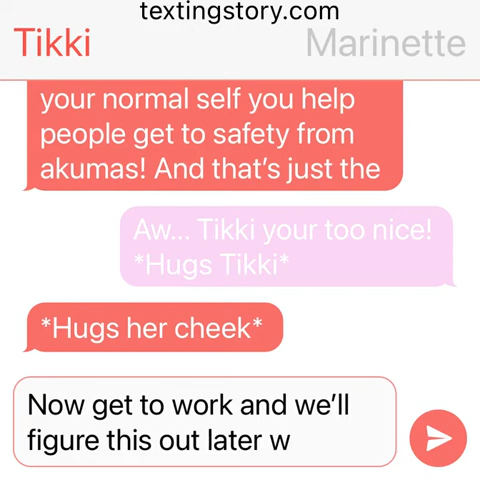 textingstory.com
Tikki
Marinette
your normal self you help
people get to safety from
akumas! And that’s just the
Aw... Tikki your too nice!
*Hugs Tikki*
*Hugs her cheek*
Now get to work and we’ll
figure this out later w